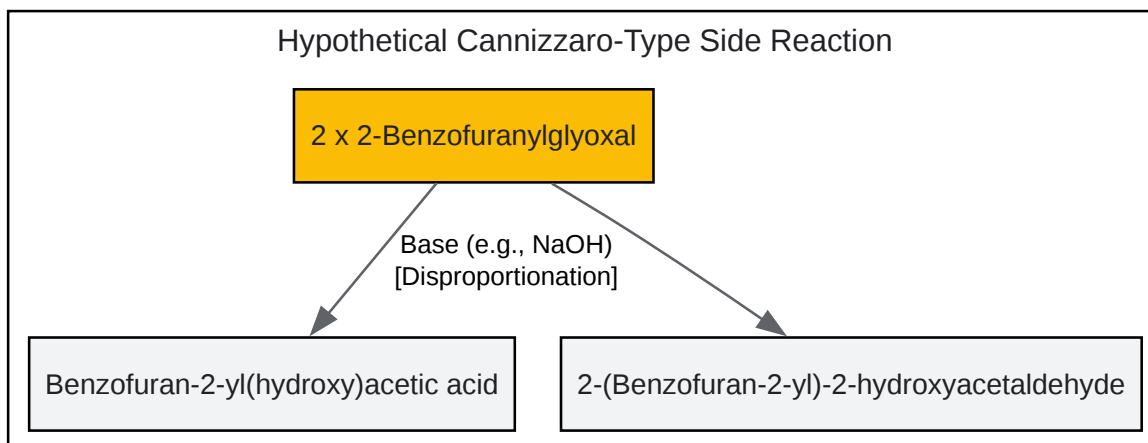 Hypothetical Cannizzaro-Type Side Reaction
2 x 2-Benzofuranylglyoxal
Base (e.g., NaOH)
[Disproportionation]
Benzofuran-2-yl(hydroxy)acetic acid
2-(Benzofuran-2-yl)-2-hydroxyacetaldehyde